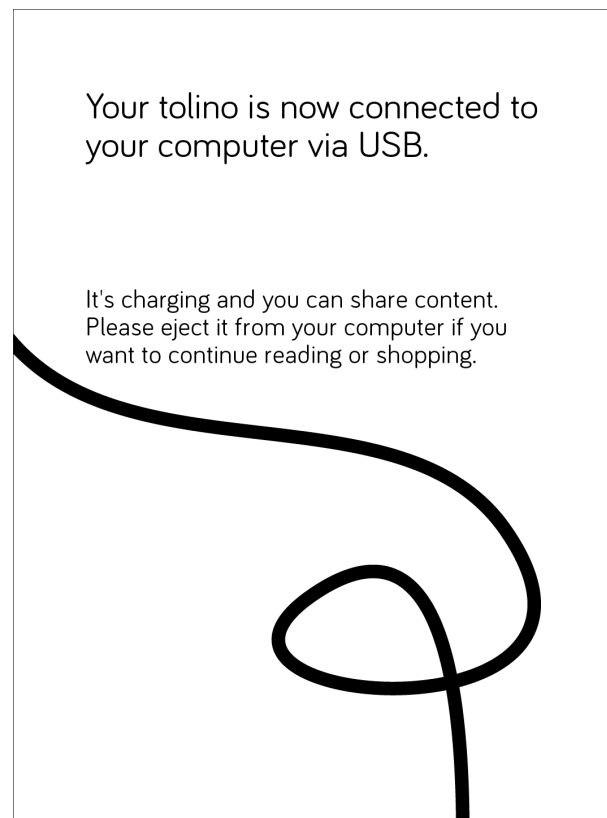 Your tolino is now connected to
your computer via USB.
It's charging and you can share content.
Please eject it from your computer if you
want to continue reading or shopping.